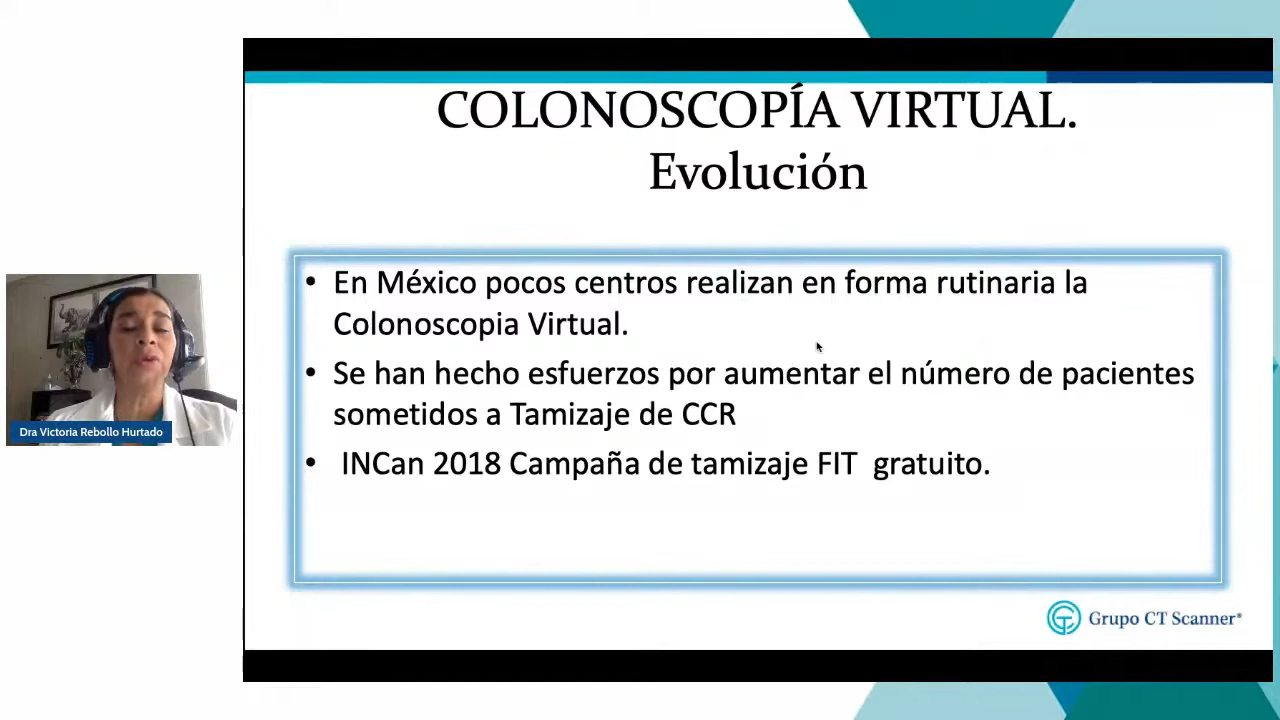 COLONOSCOPÍA VIRTUAL.
Evolución
• En México pocos centros realizan en forma rutinaria la
Colonoscopia Virtual.
• Se han hecho esfuerzos por aumentar el número de pacientes
sometidos a Tamizaje de CCR
• INCan 2018 Campaña de tamizaje FIT gratuito.
Dra Victoria Rebollo Hurtado
Grupo CT Scanner®